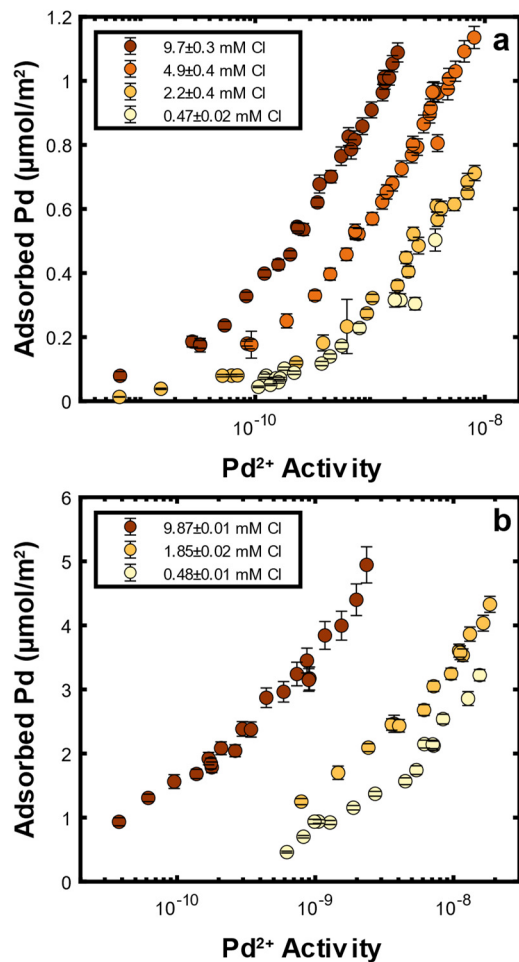 a
9.7±0.3 mM Cl
4.9±0.4 mM Cl
2.2±0.4 mM Cl
0.47±0.02 mM Cl
Adsorbed Pd (μmol/m²)
1.2
1
0.8
0.6
0.4
0.2
0
10⁻¹⁰
10⁻⁹
10⁻⁸
Pd²⁺ Activity
b
9.87±0.01 mM Cl
1.85±0.02 mM Cl
0.48±0.01 mM Cl
Adsorbed Pd (μmol/m²)
6
5
4
3
2
1
0
10⁻¹⁰
10⁻⁹
10⁻⁸
Pd²⁺ Activity